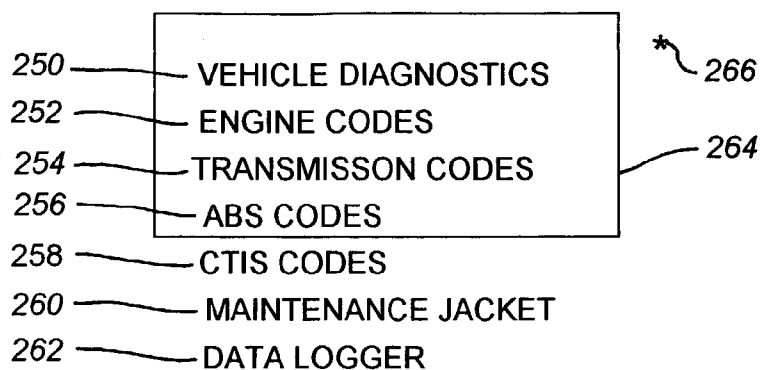 250 VEHICLE DIAGNOSTICS * 266
252 ENGINE CODES
254 TRANSMISSON CODES 264
256 ABS CODES
258 CTIS CODES
260 MAINTENANCE JACKET
262 DATA LOGGER